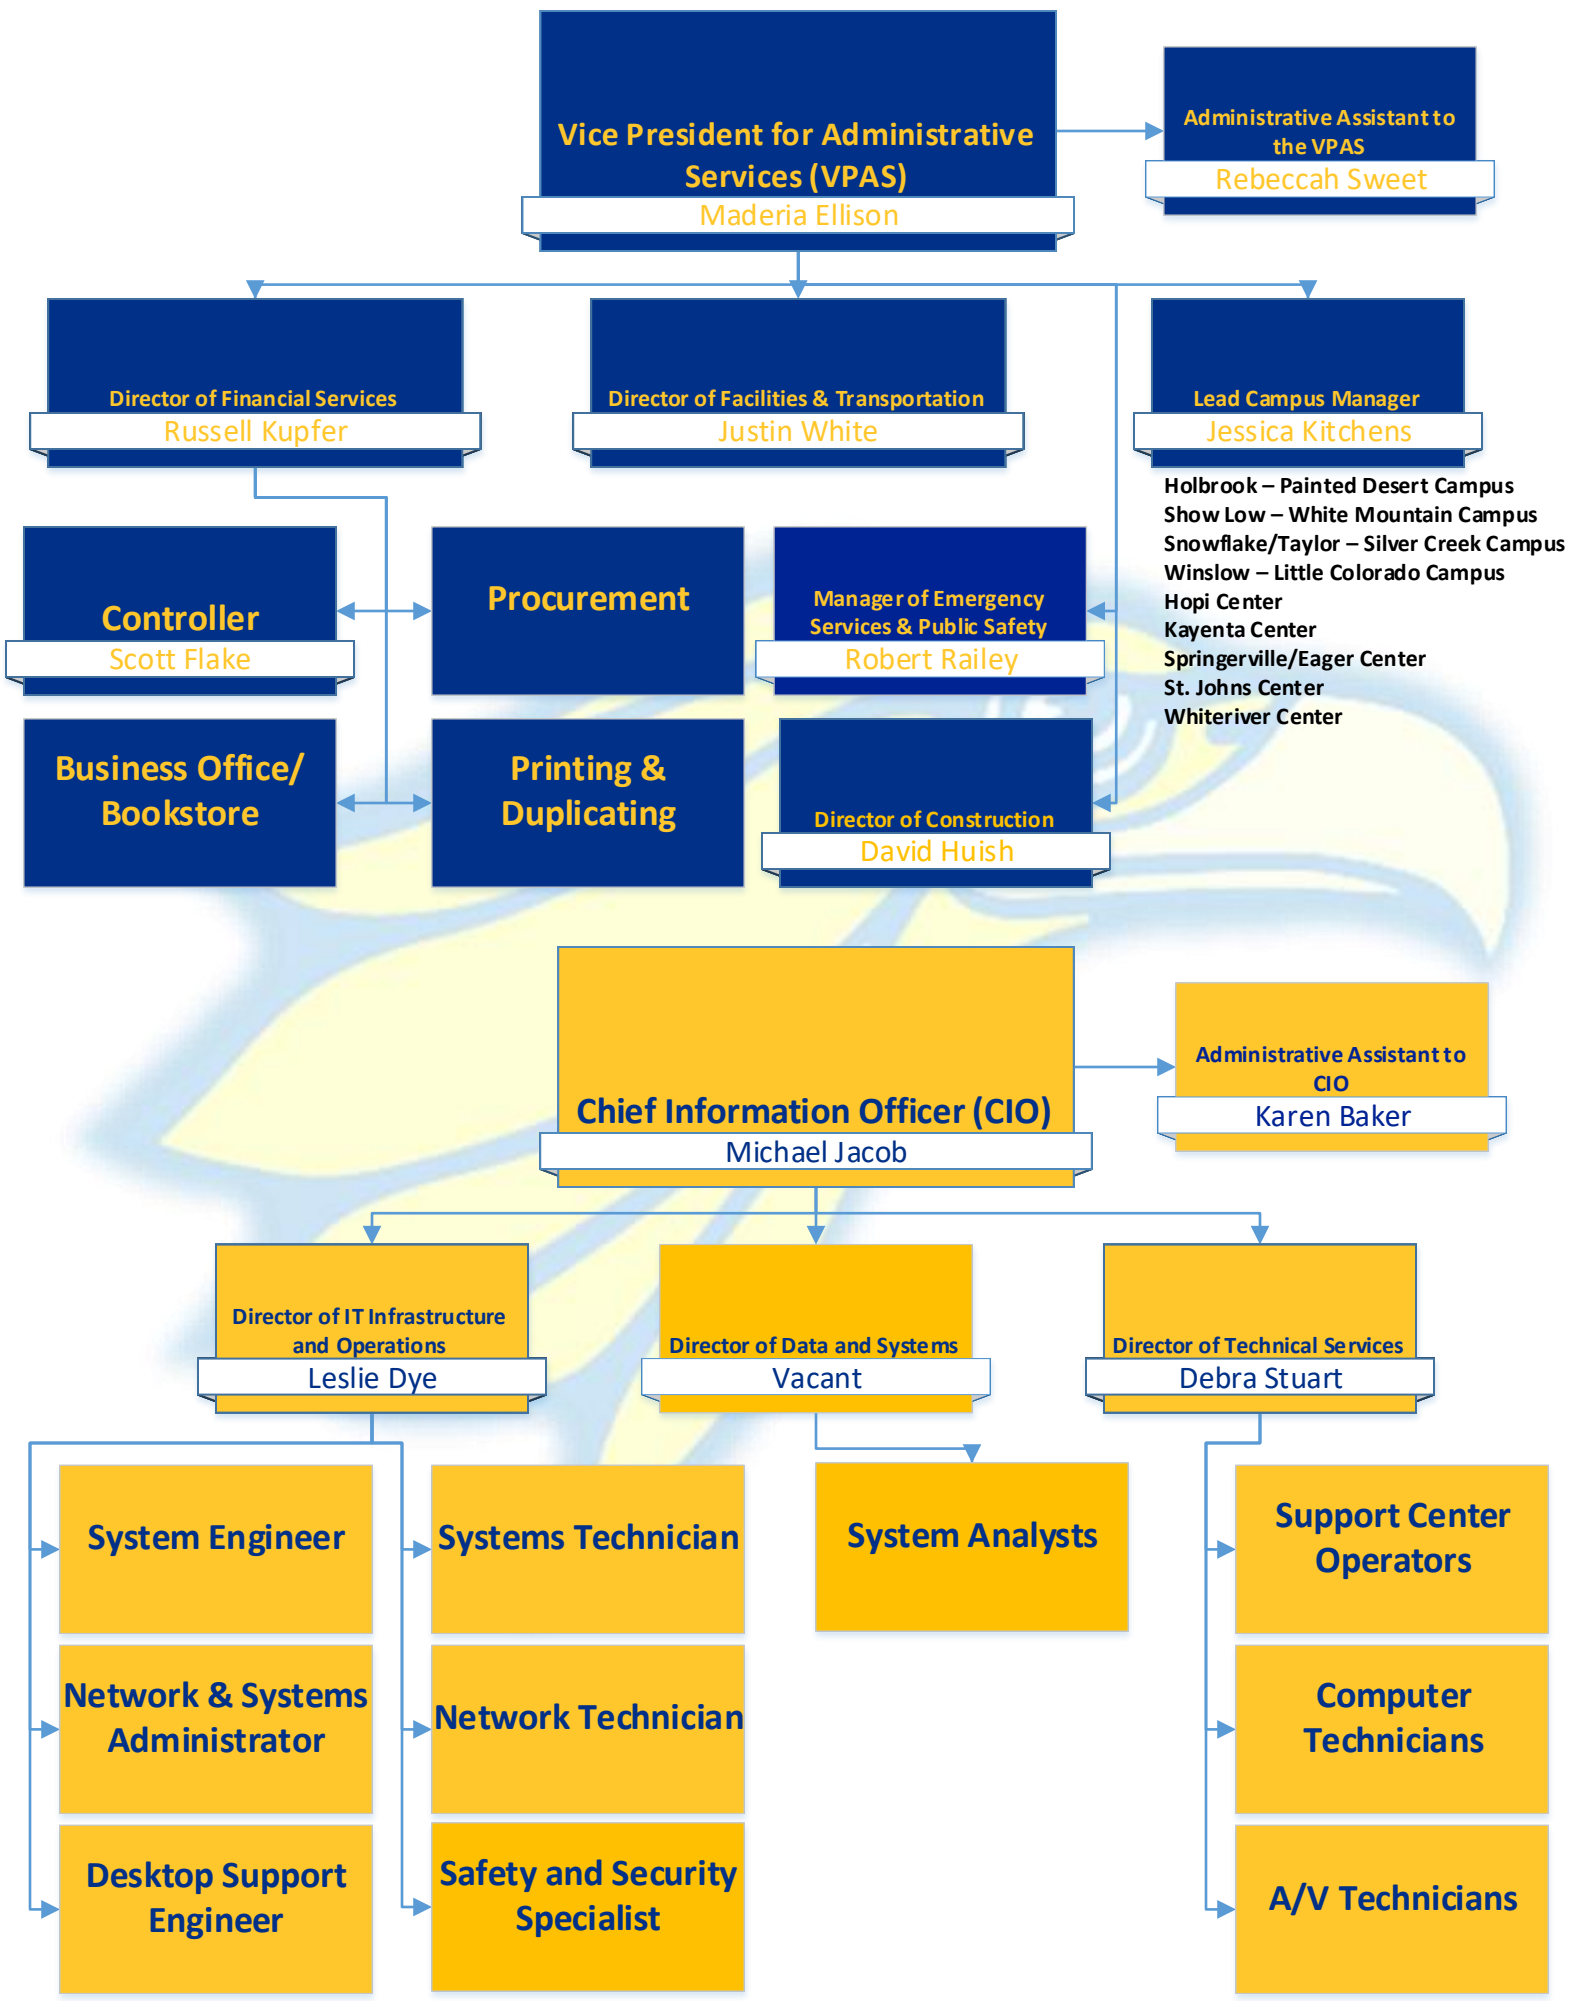 Vice President for Administrative
Services (VPAS)
Maderia Ellison
Administrative Assistant to
the VPAS
Rebeccah Sweet
Director of Financial Services
Russell Kupfer
Director of Facilities & Transportation
Justin White
Lead Campus Manager
Jessica Kitchens
Holbrook – Painted Desert Campus
Show Low – White Mountain Campus
Snowflake/Taylor – Silver Creek Campus
Winslow – Little Colorado Campus
Hopi Center
Kayenta Center
Springerville/Eager Center
St. Johns Center
Whiteriver Center
Controller
Scott Flake
Procurement
Manager of Emergency
Services & Public Safety
Robert Railey
Business Office/
Bookstore
Printing &
Duplicating
Director of Construction
David Huish
Chief Information Officer (CIO)
Michael Jacob
Administrative Assistant to
CIO
Karen Baker
Director of IT Infrastructure
and Operations
Leslie Dye
Director of Data and Systems
Vacant
Director of Technical Services
Debra Stuart
System Engineer
Systems Technician
System Analysts
Support Center
Operators
Network & Systems
Administrator
Network Technician
Computer
Technicians
Desktop Support
Engineer
Safety and Security
Specialist
A/V Technicians